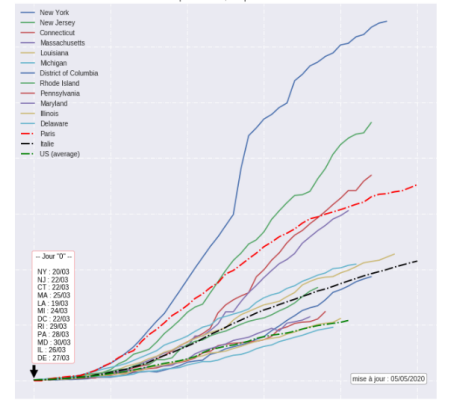 New York
New Jersey
Connecticut
Massachusetts
Louisiana
Michigan
District of Columbia
Rhode Island
Pennsylvania
Maryland
Illinois
Delaware
Paris
Italie
US (average)
-- Jour "0" --
NY : 20/03
NJ : 22/03
CT : 22/03
MA : 25/03
LA : 19/03
MI : 24/03
DC : 22/03
RI : 29/03
PA : 28/03
MD : 30/03
IL : 26/03
DE : 27/03
mise à jour : 05/05/2020